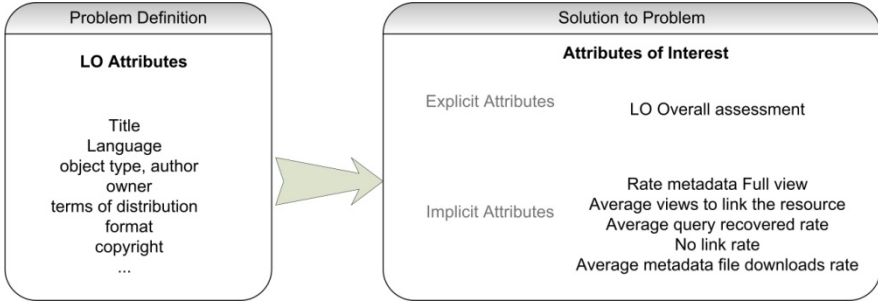 Problem Definition
LO Attributes
Title
Language
object type, author
owner
terms of distribution
format
copyright
...
Solution to Problem
Attributes of Interest
Explicit Attributes
LO Overall assessment
Implicit Attributes
Rate metadata Full view
Average views to link the resource
Average query recovered rate
No link rate
Average metadata file downloads rate